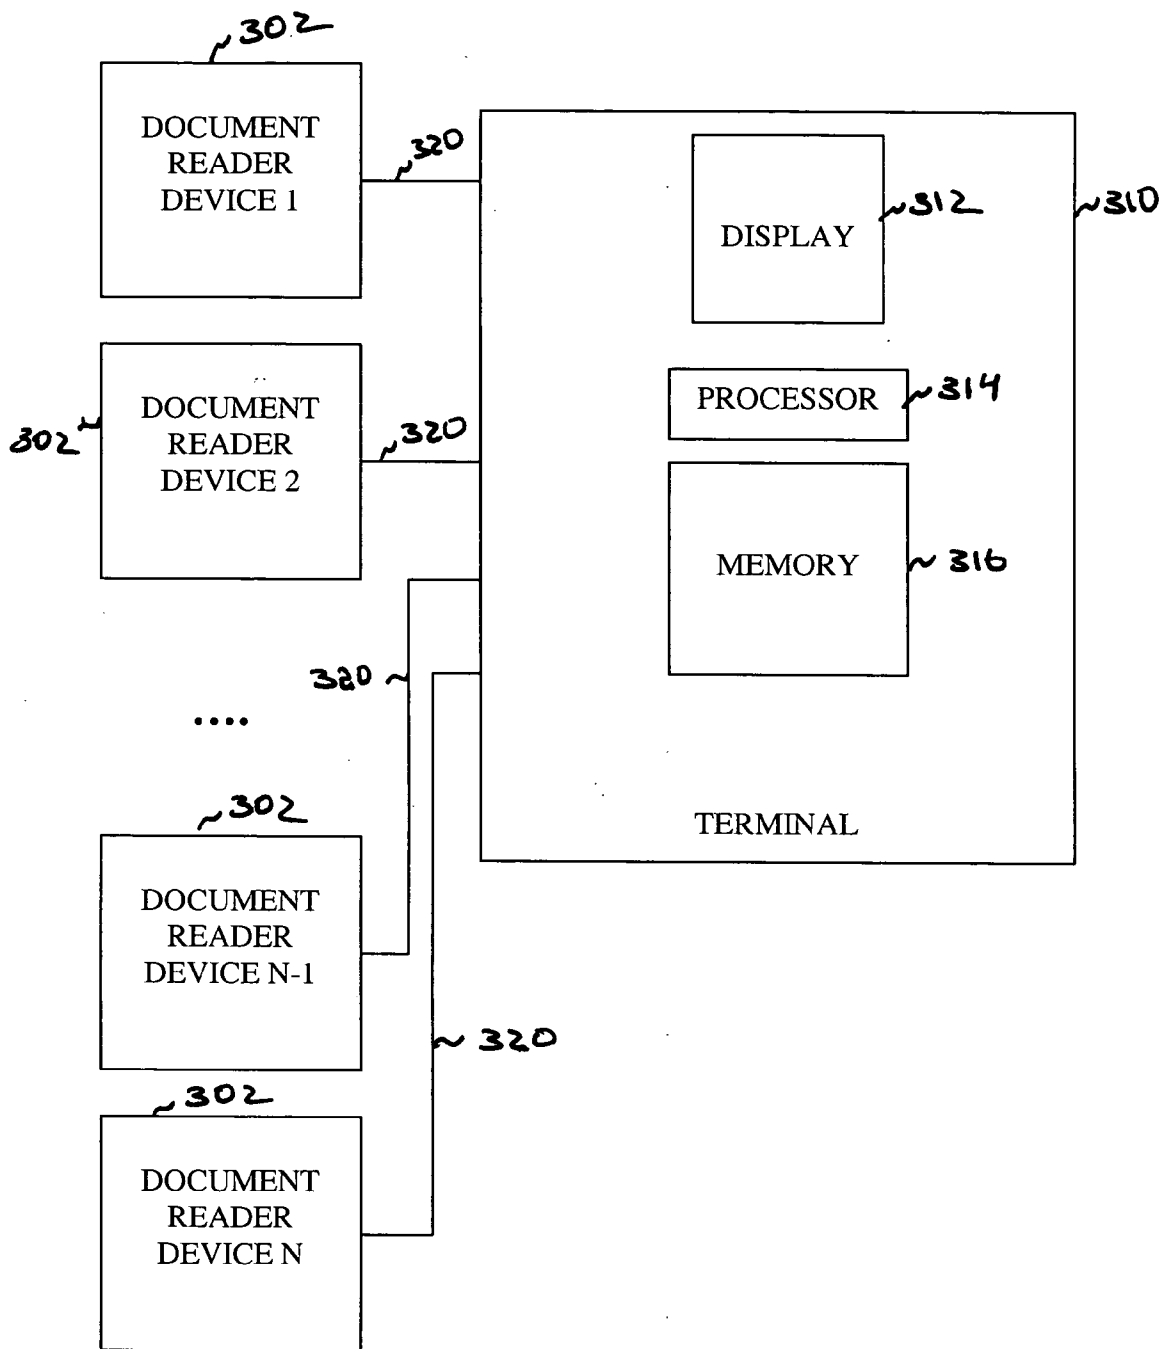 302
DOCUMENT
READER
DEVICE 1
320
DISPLAY
312
310
PROCESSOR
314
302
DOCUMENT
READER
DEVICE 2
320
MEMORY
316
320
....
TERMINAL
302
DOCUMENT
READER
DEVICE N-1
320
302
DOCUMENT
READER
DEVICE N